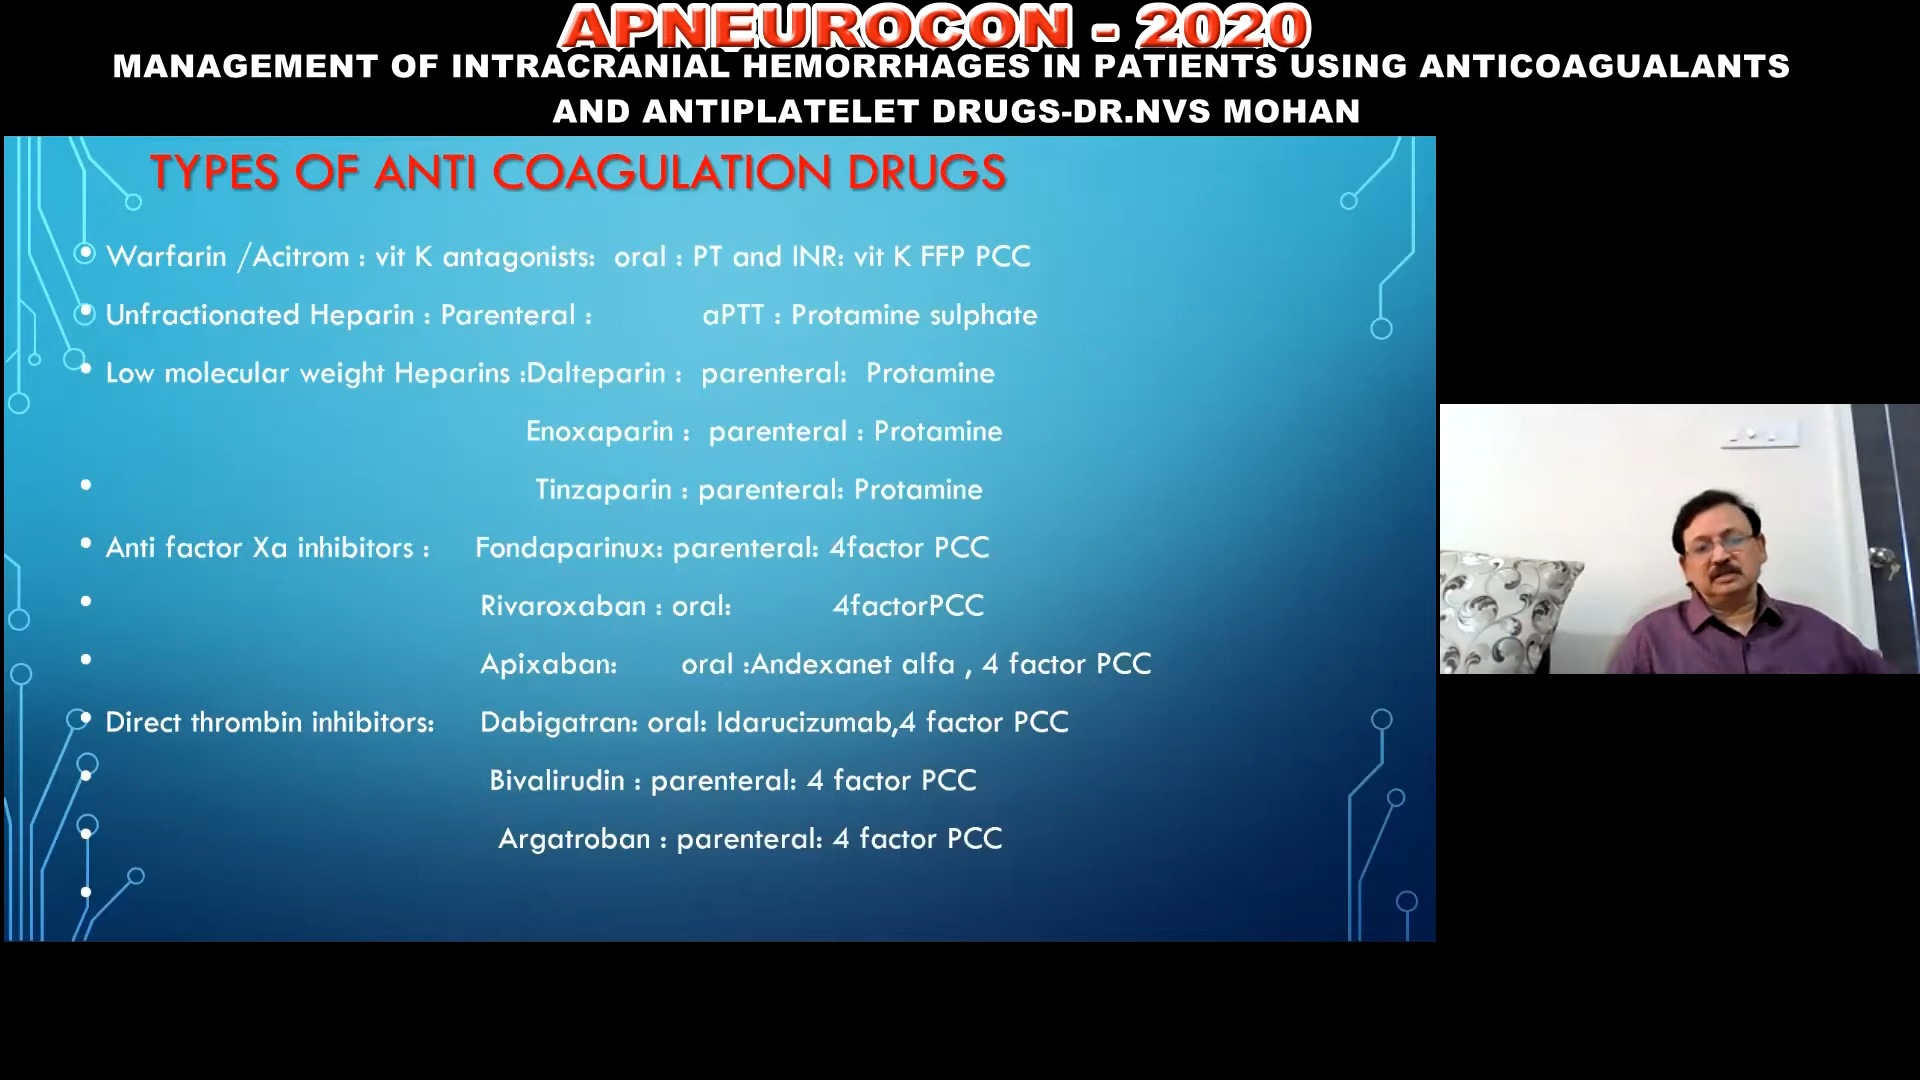 APNEUROCON - 2020
MANAGEMENT OF INTRACRANIAL HEMORRHAGES IN PATIENTS USING ANTICOAGUALANTS
AND ANTIPLATELET DRUGS-DR.NVS MOHAN
TYPES OF ANTI COAGULATION DRUGS
• Warfarin /Acitrom : vit K antagonists: oral : PT and INR: vit K FFP PCC
• Unfractionated Heparin : Parenteral : aPTT : Protamine sulphate
• Low molecular weight Heparins :Dalteparin : parenteral: Protamine
Enoxaparin : parenteral : Protamine
• Tinzaparin : parenteral: Protamine
• Anti factor Xa inhibitors : Fondaparinux: parenteral: 4factor PCC
• Rivaroxaban : oral: 4factorPCC
• Apixaban: oral :Andexanet alfa , 4 factor PCC
• Direct thrombin inhibitors: Dabigatran: oral: Idarucizumab,4 factor PCC
• Bivalirudin : parenteral: 4 factor PCC
• Argatroban : parenteral: 4 factor PCC
•